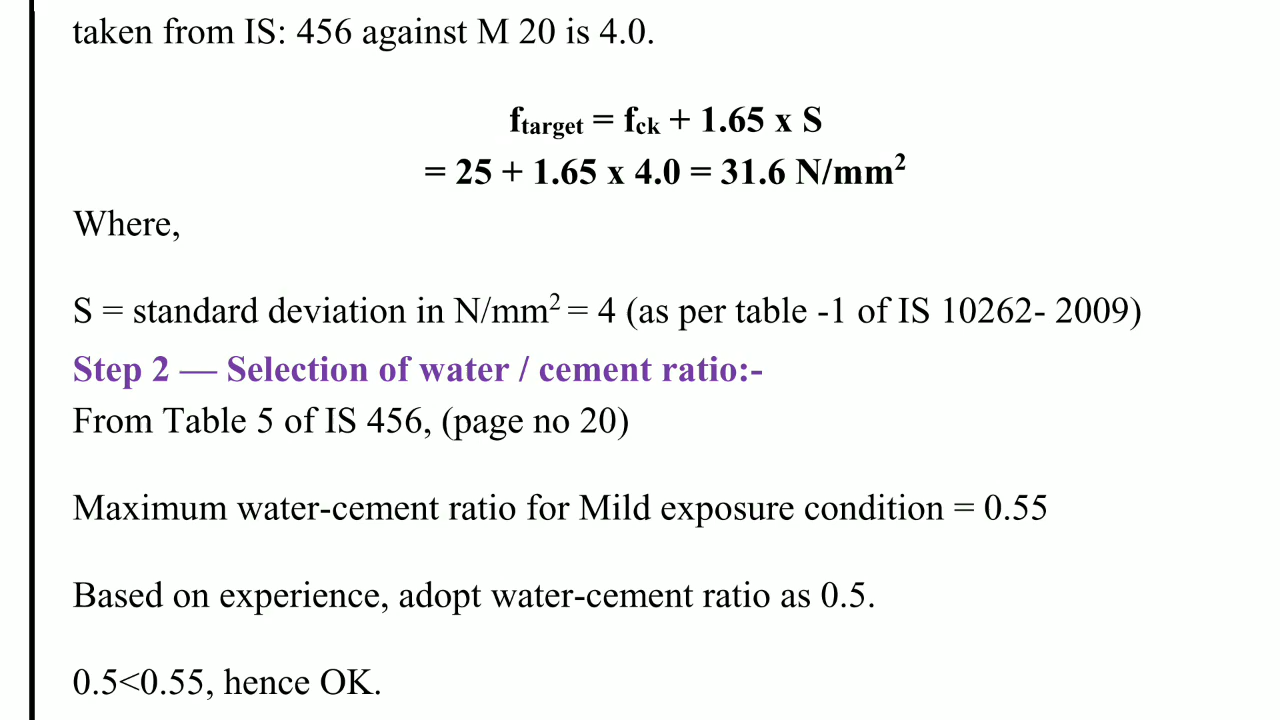 taken from IS: 456 against M 20 is 4.0.
ftarget = fck + 1.65 x S
= 25 + 1.65 x 4.0 = 31.6 N/mm²
Where,
S = standard deviation in N/mm² = 4 (as per table -1 of IS 10262- 2009)
Step 2 — Selection of water / cement ratio:-
From Table 5 of IS 456, (page no 20)
Maximum water-cement ratio for Mild exposure condition = 0.55
Based on experience, adopt water-cement ratio as 0.5.
0.5<0.55, hence OK.